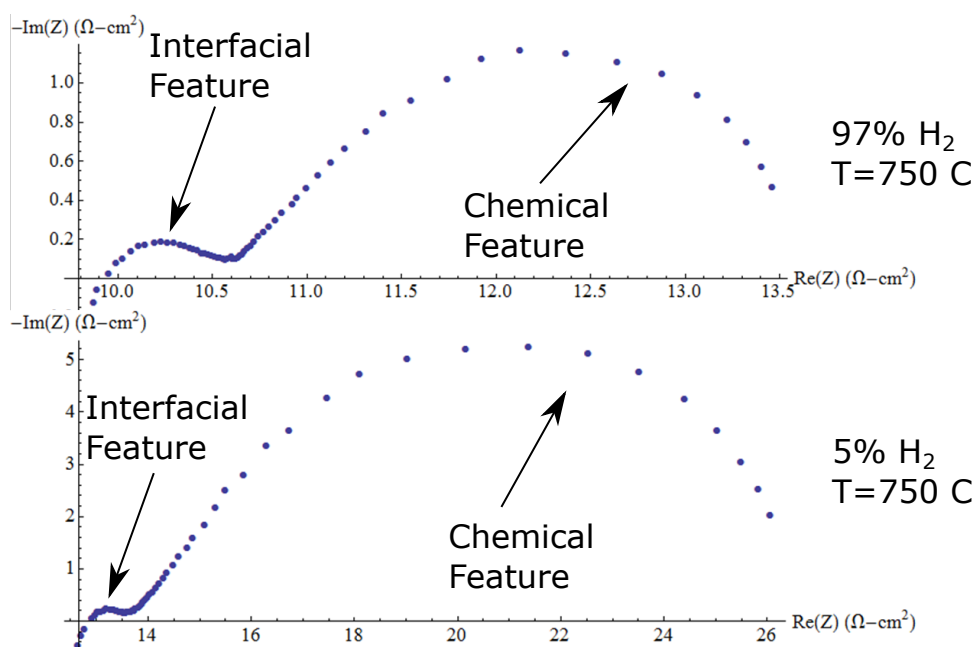 −Im(Z) (Ω−cm²)
Interfacial
Feature
1.0
0.8
0.6
0.4
0.2
Chemical
Feature
97% H₂
T=750 C
10.0 10.5 11.0 11.5 12.0 12.5 13.0 13.5
Re(Z) (Ω−cm²)
−Im(Z) (Ω−cm²)
5
4
3
2
1
Interfacial
Feature
Chemical
Feature
5% H₂
T=750 C
14 16 18 20 22 24 26
Re(Z) (Ω−cm²)